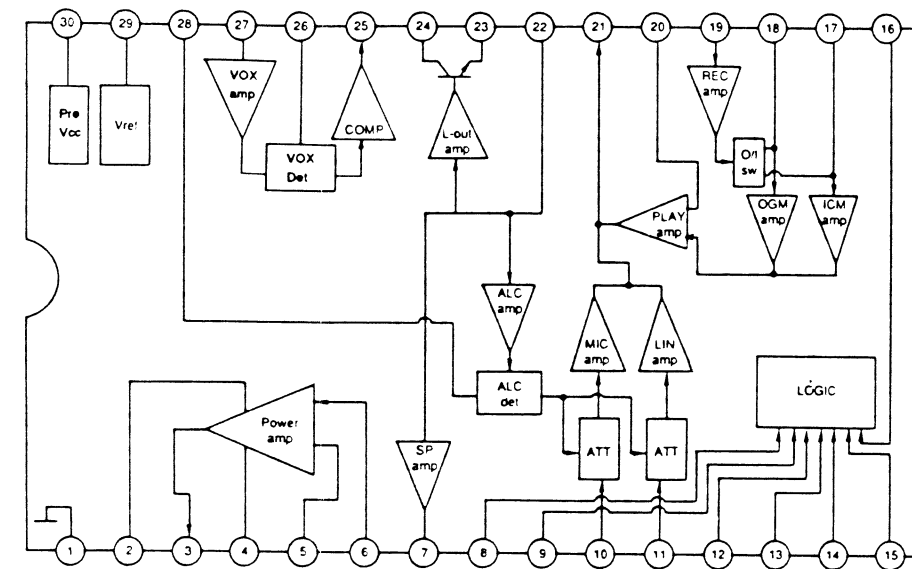 30 29 28 27 26 25 24 23 22 21 20 19 18 17 16
Pre
Vcc
Vref
VOX
amp
VOX
Det
COMP
L-out
amp
REC
amp
O/I
sw
OGM
amp
ICM
amp
PLAY
amp
ALC
amp
ALC
det
MIC
amp
LIN
amp
LOGIC
Power
amp
SP
amp
ATT
ATT
1 2 3 4 5 6 7 8 9 10 11 12 13 14 15